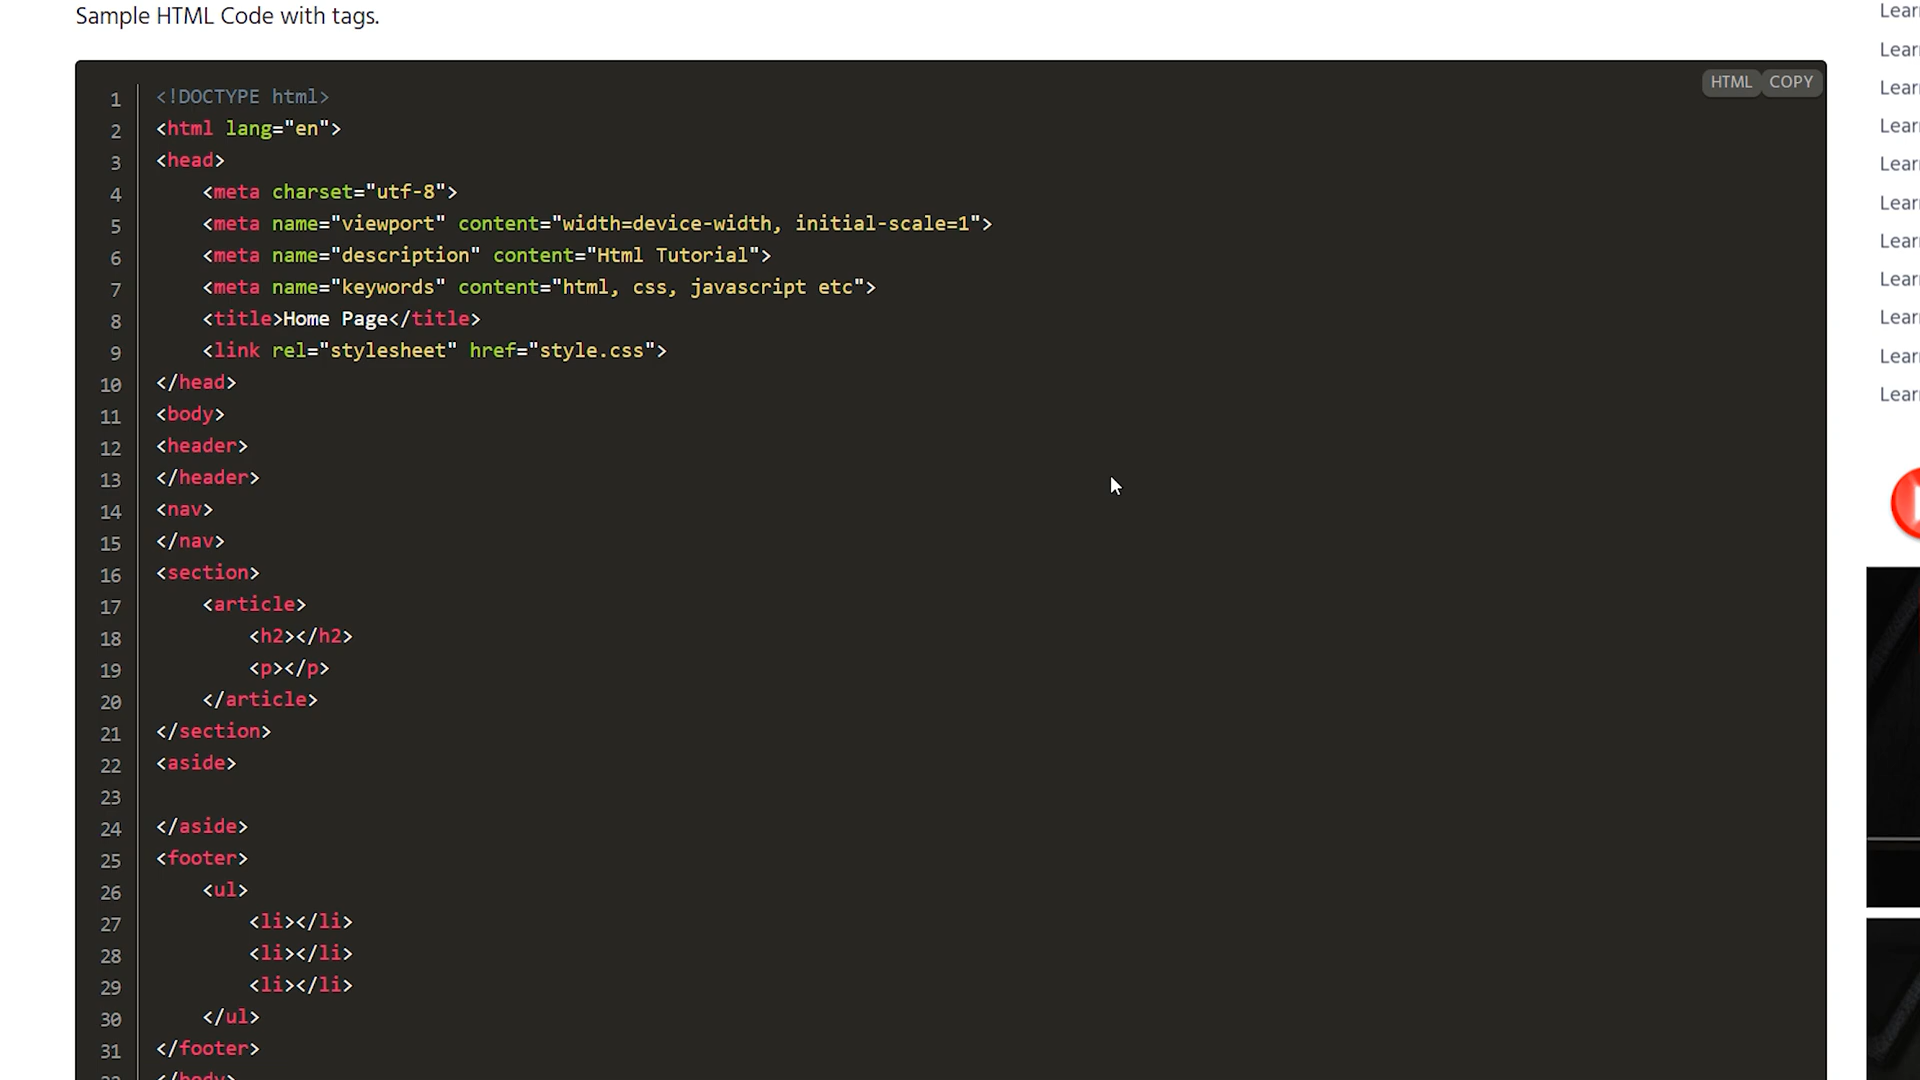 Sample HTML Code with tags.
HTML COPY
1 <!DOCTYPE html>
2 <html lang="en">
3 <head>
4     <meta charset="utf-8">
5     <meta name="viewport" content="width=device-width, initial-scale=1">
6     <meta name="description" content="Html Tutorial">
7     <meta name="keywords" content="html, css, javascript etc">
8     <title>Home Page</title>
9     <link rel="stylesheet" href="style.css">
10 </head>
11 <body>
12 <header>
13 </header>
14 <nav>
15 </nav>
16 <section>
17     <article>
18         <h2></h2>
19         <p></p>
20     </article>
21 </section>
22 <aside>
23
24 </aside>
25 <footer>
26     <ul>
27         <li></li>
28         <li></li>
29         <li></li>
30     </ul>
31 </footer>